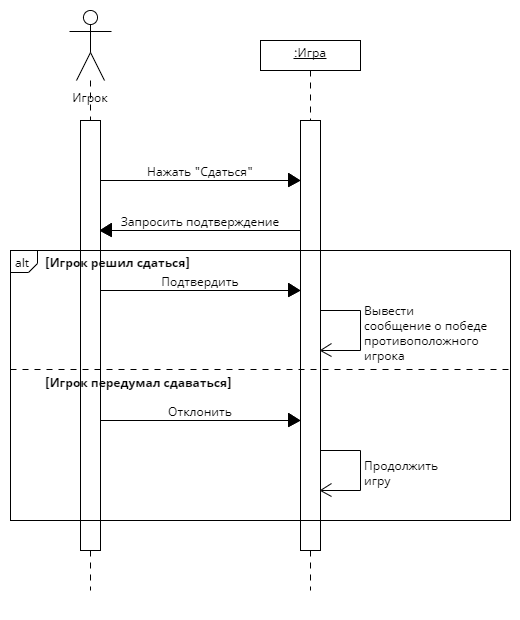 :Игра
Игрок
Нажать "Сдаться"
Запросить подтверждение
alt
[Игрок решил сдаться]
Подтвердить
Вывести
сообщение о победе
противоположного
игрока
[Игрок передумал сдаваться]
Отклонить
Продолжить
игру